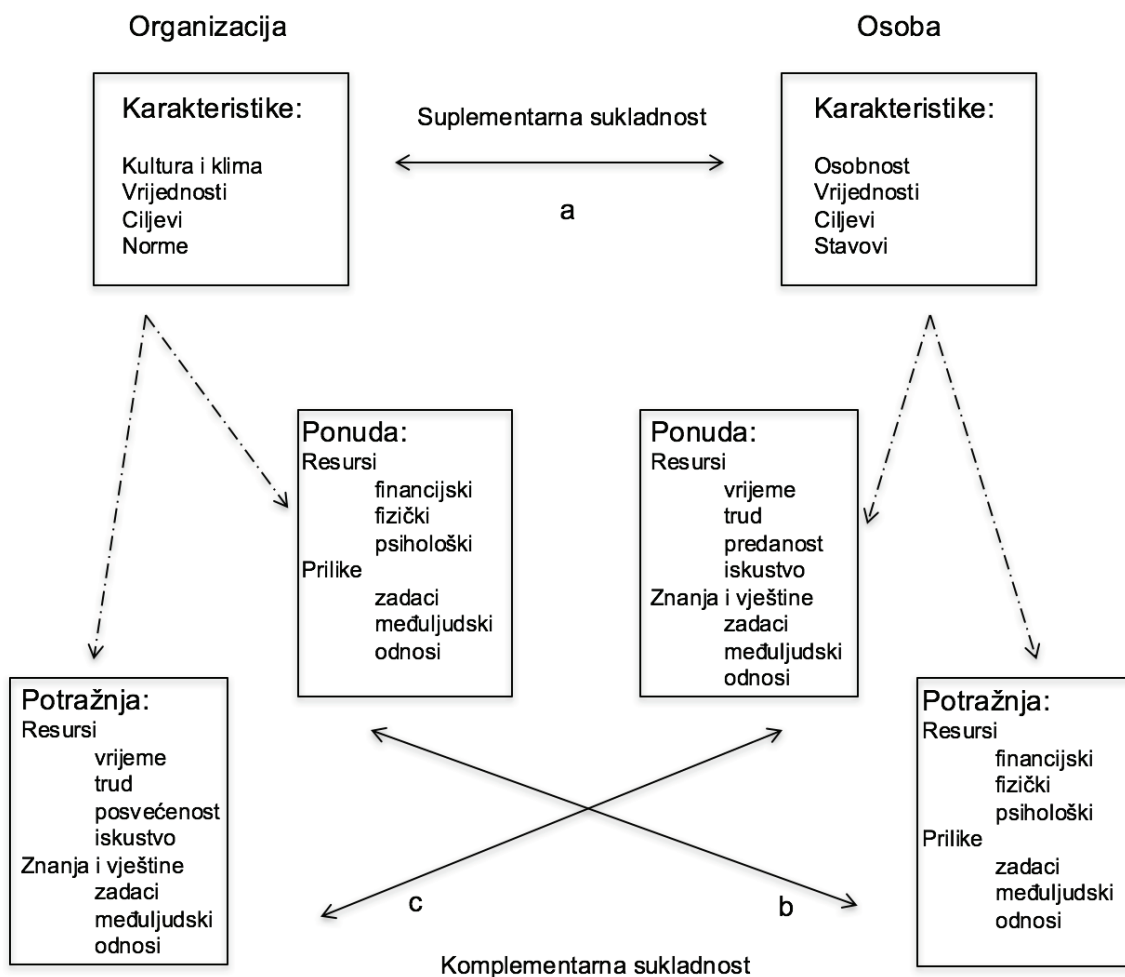 Organizacija
Osoba
Karakteristike:
Kultura i klima
Vrijednosti
Ciljevi
Norme
Suplementarna sukladnost
a
Karakteristike:
Osobnost
Vrijednosti
Ciljevi
Stavovi
Ponuda:
Resursi
financijski
fizički
psihološki
Prilike
zadaci
međuljudski
odnosi
Ponuda:
Resursi
vrijeme
trud
predanost
iskustvo
Znanja i vještine
zadaci
međuljudski
odnosi
Potražnja:
Resursi
vrijeme
trud
posvećenost
iskustvo
Znanja i vještine
zadaci
međuljudski
odnosi
Potražnja:
Resursi
financijski
fizički
psihološki
Prilike
zadaci
međuljudski
odnosi
c
b
Komplementarna sukladnost